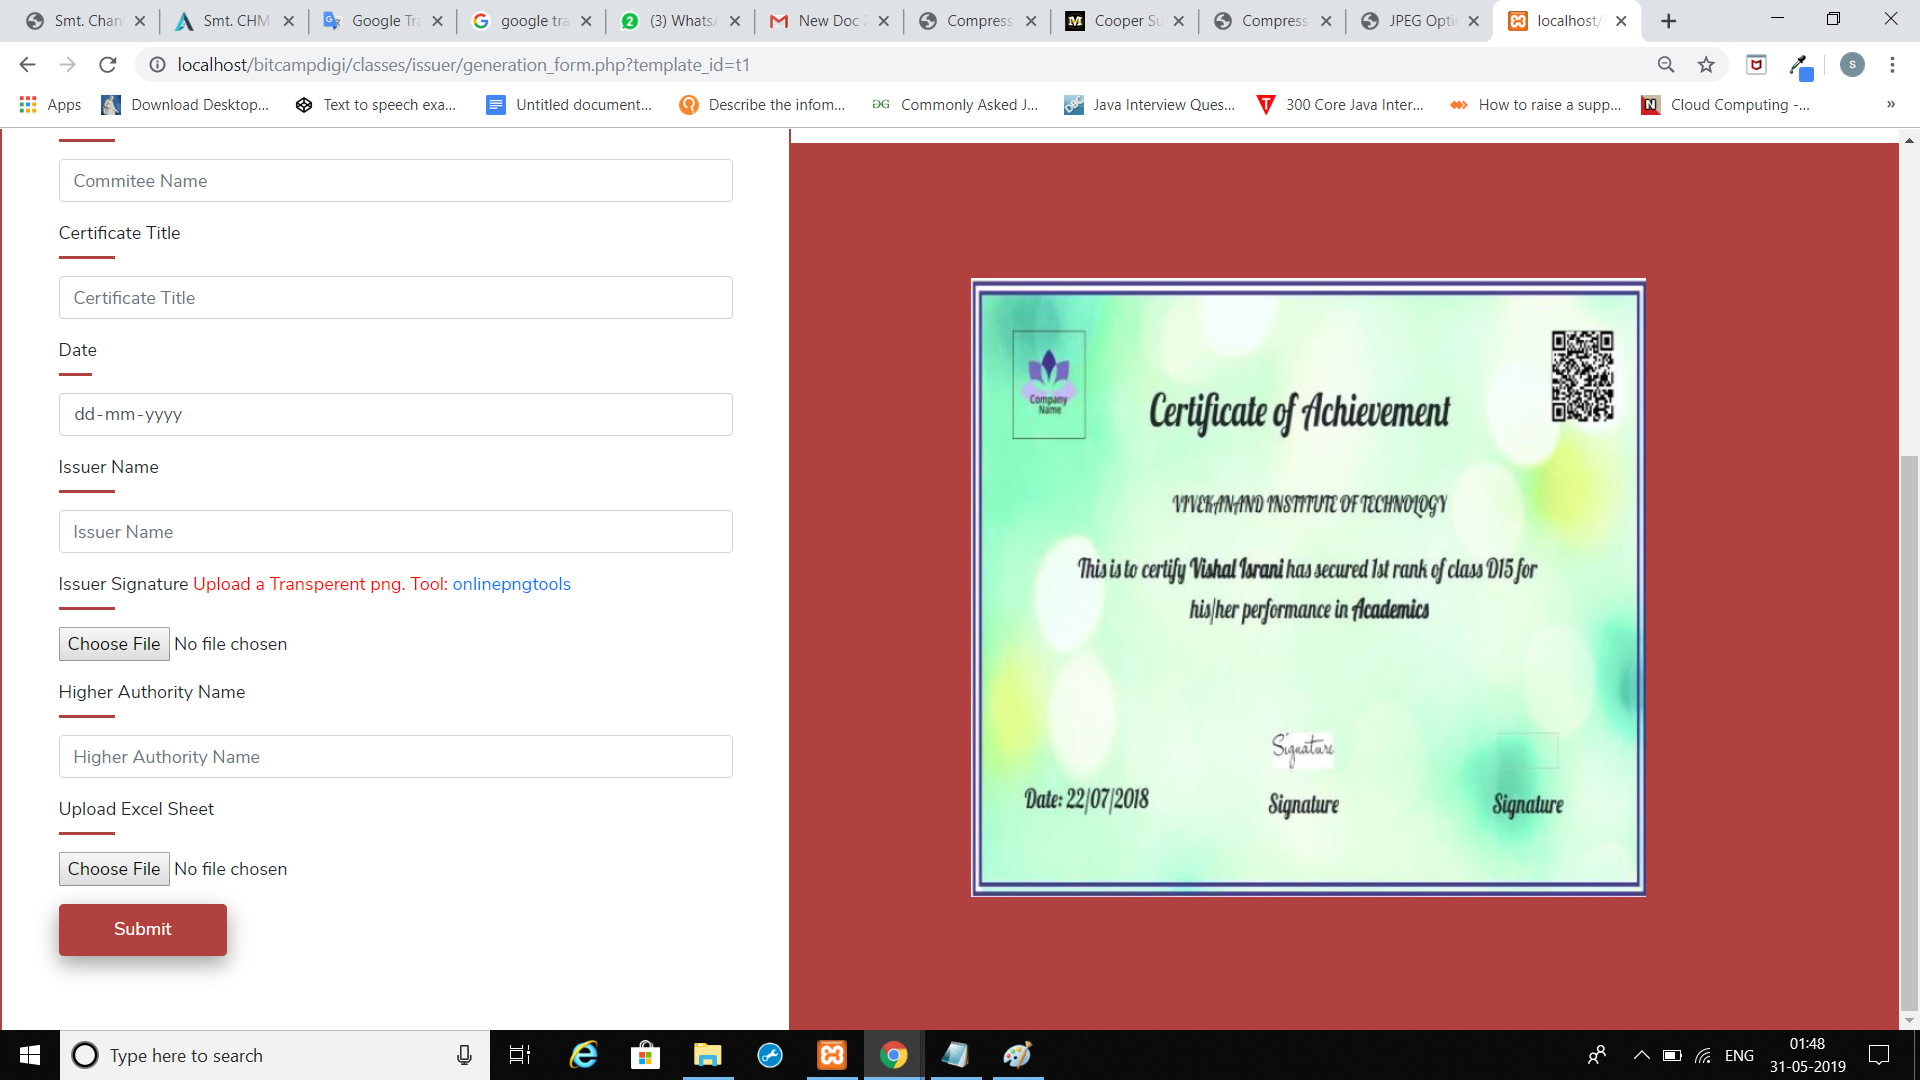 Smt. Chan
Smt. CHM
Google Tra
google tra
(3) WhatsA
New Doc 2
Compress
Cooper Su
Compress
JPEG Opti
localhost/
localhost/bitcampdigi/classes/issuer/generation_form.php?template_id=t1
s
Apps
Download Desktop...
Text to speech exa...
Untitled document...
Describe the infom...
Commonly Asked J...
Java Interview Ques...
300 Core Java Inter...
How to raise a supp...
Cloud Computing -...
Commitee Name
Certificate Title
Certificate Title
Date
dd-mm-yyyy
Issuer Name
Issuer Name
Issuer Signature Upload a Transperent png. Tool: onlinepngtools
Choose File No file chosen
Higher Authority Name
Higher Authority Name
Upload Excel Sheet
Choose File No file chosen
Submit
Company
Name
Certificate of Achievement
VIVEKANAND INSTITUTE OF TECHNOLOGY
This is to certify Vishal Israni has secured 1st rank of class D15 for
his/her performance in Academics
Signature
Date: 22/07/2018
Signature
Signature
Type here to search
ENG
01:48
31-05-2019